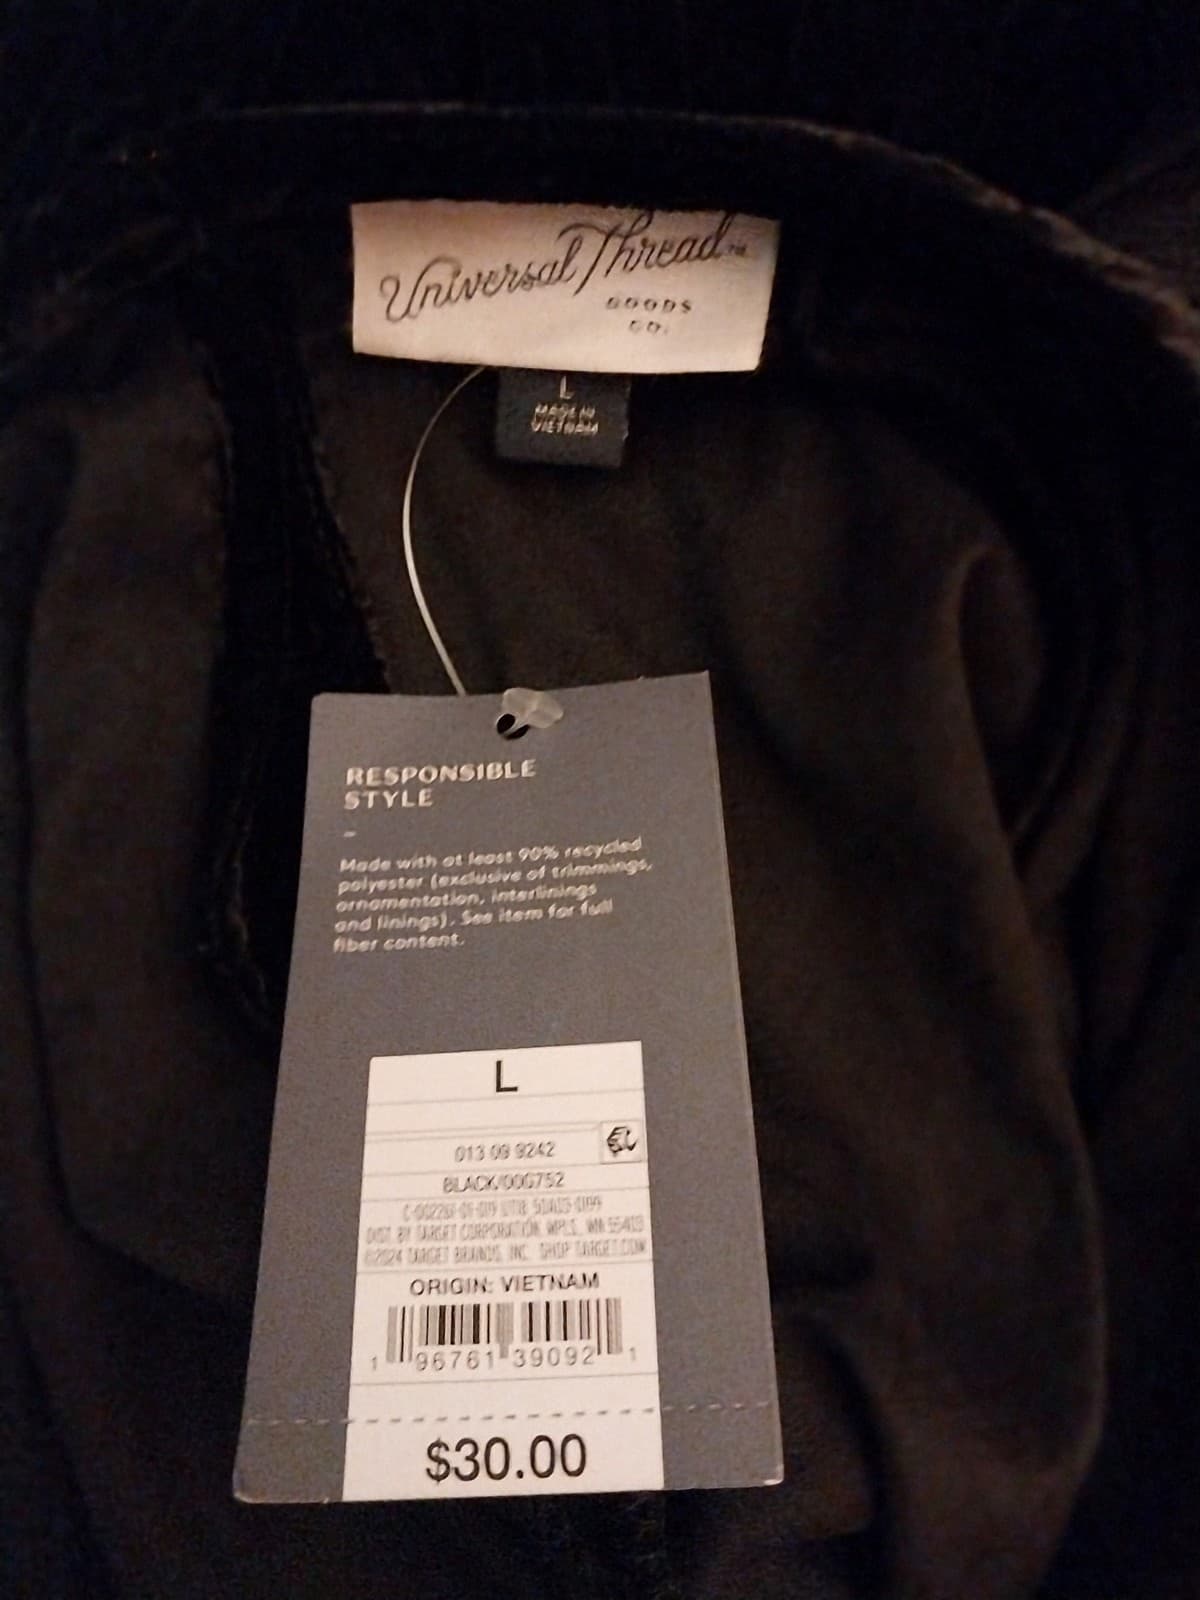 Universal Thread™
GOODS
CO.
L
MADE IN
VIETNAM
RESPONSIBLE
STYLE
–
Made with at least 90% recycled
polyester (exclusive of trimmings,
ornamentation, interlinings
and linings). See item for full
fiber content.
L
013 09 9242
BLACK/00G752
DIST. BY TARGET CORPORATION, MPLS., MN 55403
©2024 TARGET BRANDS, INC. SHOP TARGET.COM
ORIGIN: VIETNAM
1 96761 39092 1
$30.00